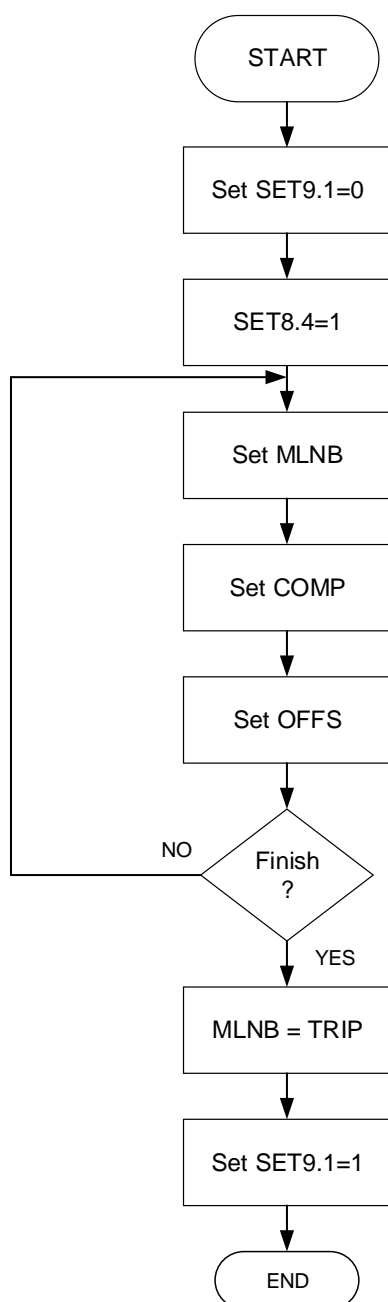 START
Set SET9.1=0
SET8.4=1
Set MLNB
Set COMP
Set OFFS
Finish
?
NO
YES
MLNB = TRIP
Set SET9.1=1
END